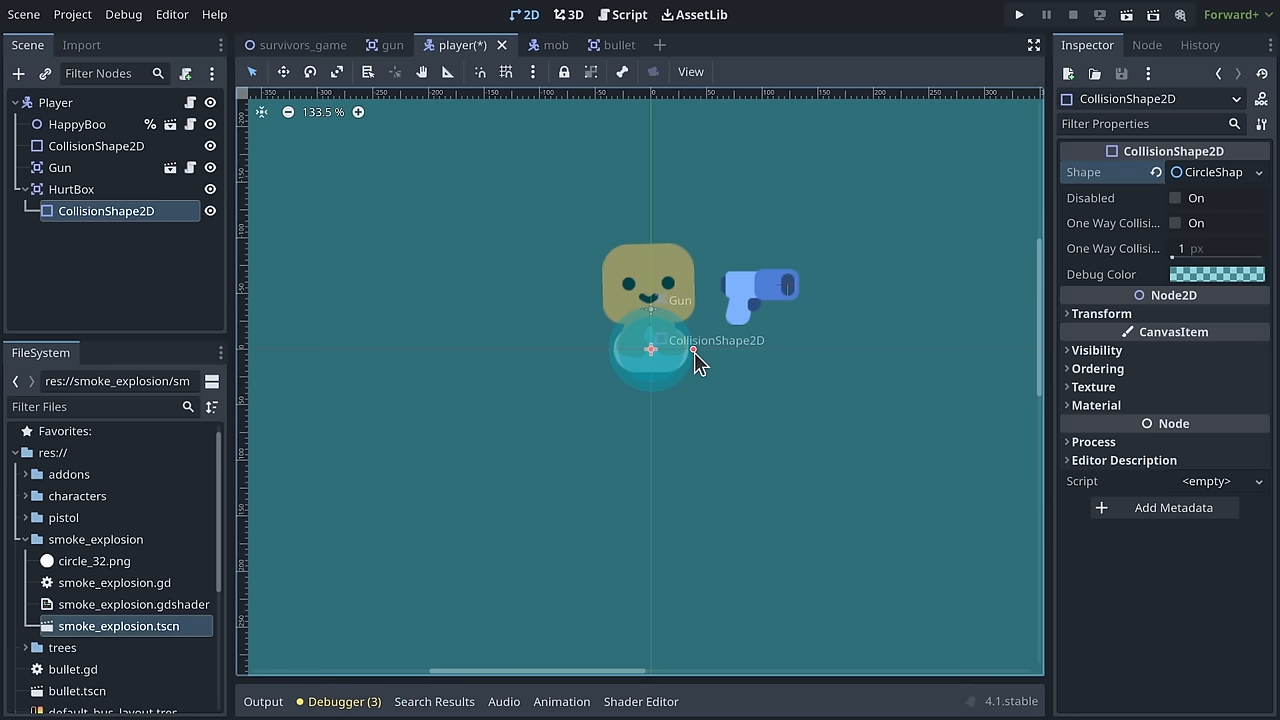 Scene Project Debug Editor Help
2D 3D Script AssetLib
Forward+
Scene Import
survivors_game gun player(*) mob bullet
Inspector Node History
Filter Nodes
View
133.5 %
Player
HappyBoo
CollisionShape2D
Gun
HurtBox
CollisionShape2D
Gun
CollisionShape2D
FileSystem
res://smoke_explosion/sm
Filter Files
Favorites:
res://
addons
characters
pistol
smoke_explosion
circle_32.png
smoke_explosion.gd
smoke_explosion.gdshader
smoke_explosion.tscn
trees
bullet.gd
bullet.tscn
default_bus_layout.tres
CollisionShape2D
Filter Properties
CollisionShape2D
Shape CircleShap
Disabled On
One Way Collisi... On
One Way Collisi... 1 px
Debug Color
Node2D
Transform
CanvasItem
Visibility
Ordering
Texture
Material
Node
Process
Editor Description
Script <empty>
Add Metadata
Output Debugger (3) Search Results Audio Animation Shader Editor 4.1.stable